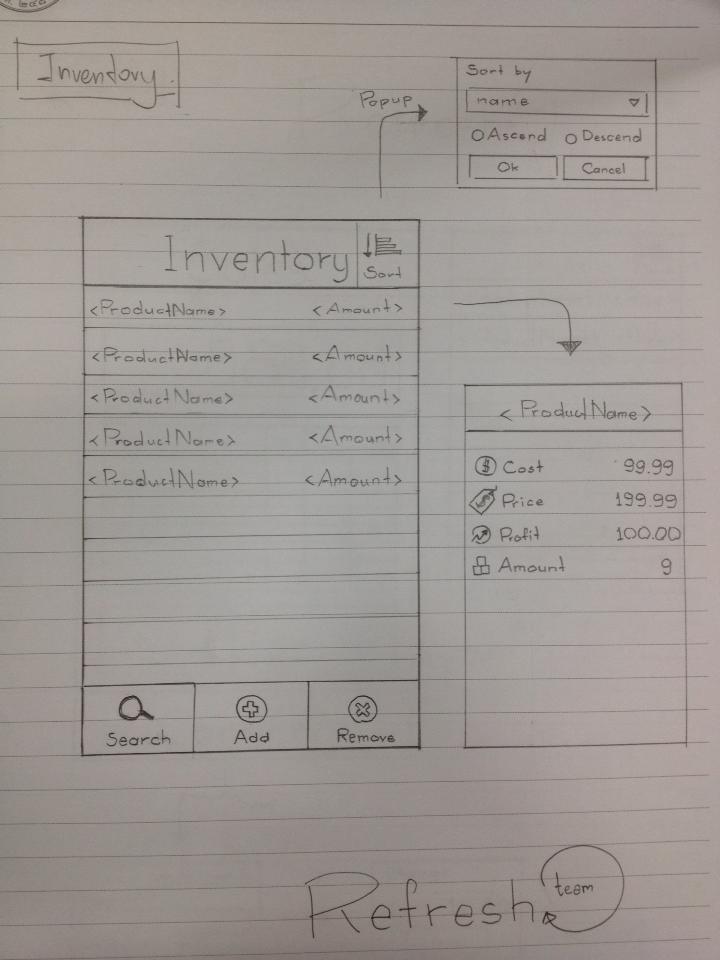 Inventory.
Popup
Sort by
name
Ascend Descend
Ok Cancel
Inventory
Sort
<ProductName> <Amount>
<ProductName> <Amount>
<ProductName> <Amount>
<ProductName> <Amount>
<ProductName> <Amount>
Search Add Remove
<ProductName>
$ Cost 99.99
$ Price 199.99
Profit 100.00
Amount 9
Refresh team